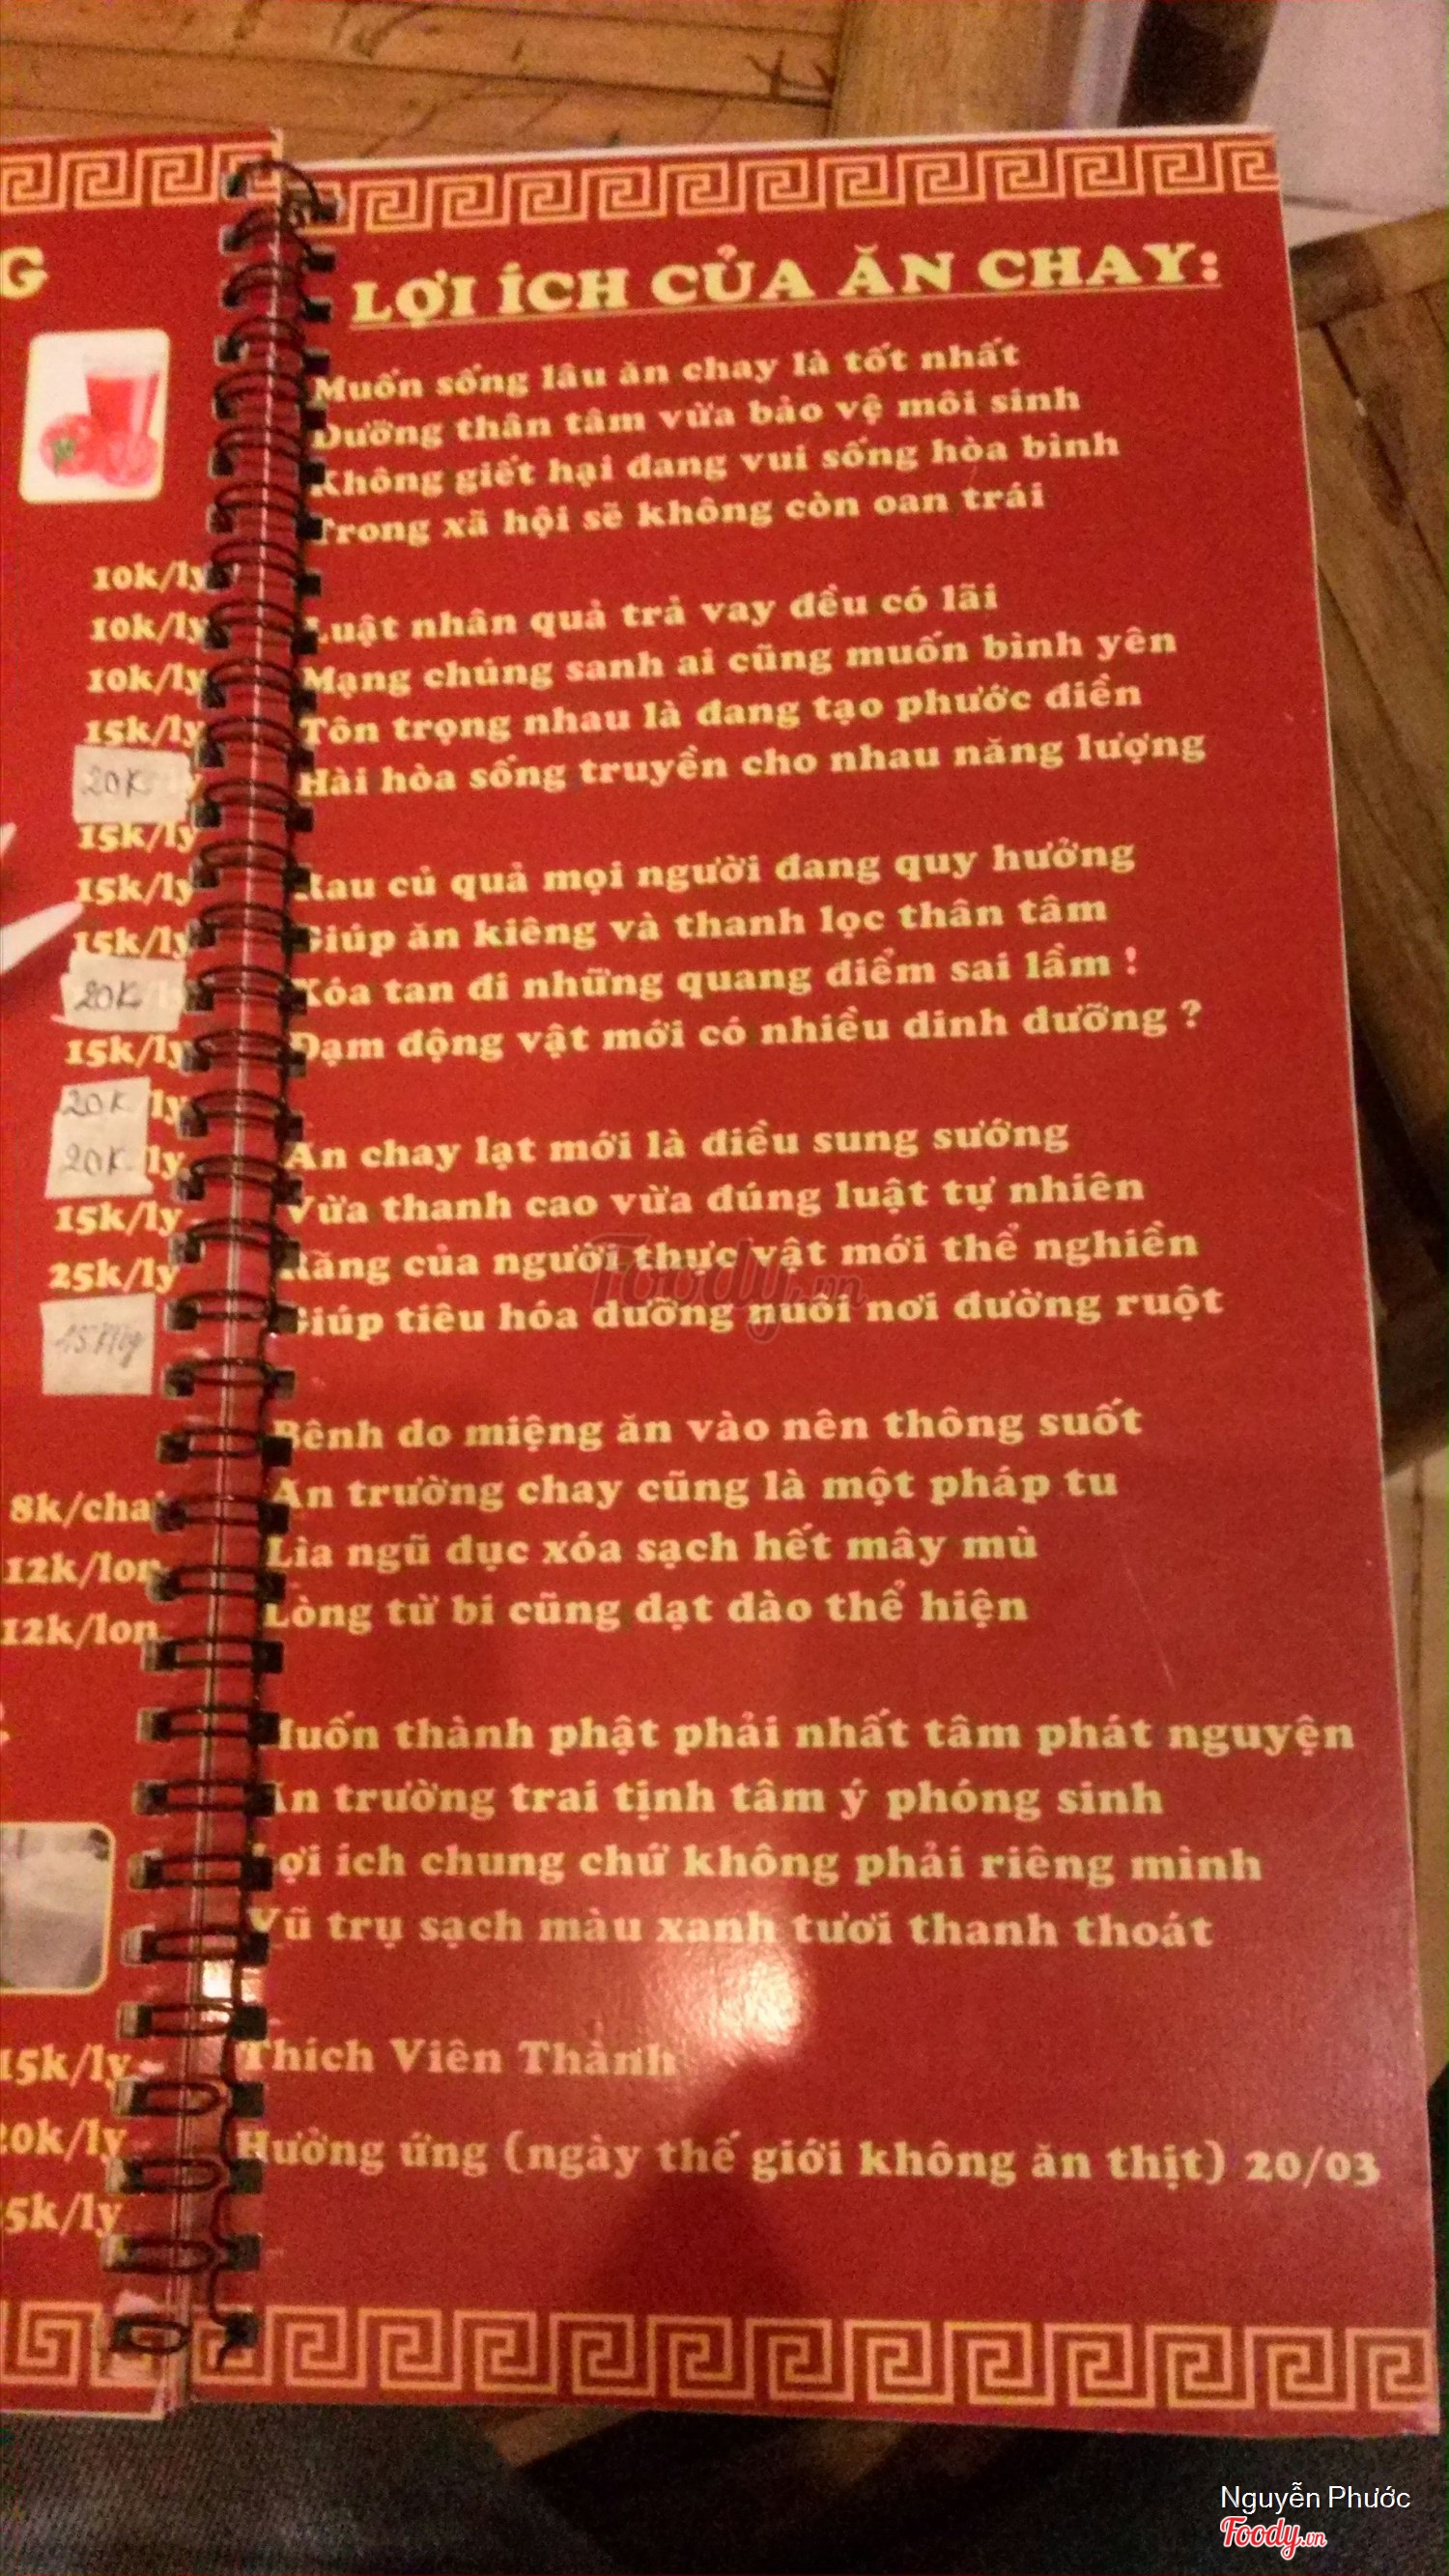 G
10k/ly
10k/ly
10k/ly
15k/ly
20K
15k/ly
15k/ly
15k/ly
20K
15k/ly
20K ly
20K ly
15k/ly
25k/ly
8k/chai
12k/lon
12k/lon
15k/ly
20k/ly
5k/ly
LỢI ÍCH CỦA ĂN CHAY:
Muốn sống lâu ăn chay là tốt nhất
Dưỡng thân tâm vừa bảo vệ môi sinh
Không giết hại đang vui sống hòa bình
Trong xã hội sẽ không còn oan trái
Luật nhân quả trả vay đều có lãi
Mạng chúng sanh ai cũng muốn bình yên
Tôn trọng nhau là đang tạo phước điền
Hài hòa sống truyền cho nhau năng lượng
Rau củ quả mọi người đang quy hưởng
Giúp ăn kiêng và thanh lọc thân tâm
Xóa tan đi những quang điểm sai lầm !
Đạm động vật mới có nhiều dinh dưỡng ?
Ăn chay lạt mới là điều sung sướng
Vừa thanh cao vừa đúng luật tự nhiên
Răng của người thực vật mới thể nghiền
Giúp tiêu hóa dưỡng nuôi nơi đường ruột
Bênh do miệng ăn vào nên thông suốt
Ăn trường chay cũng là một pháp tu
Lìa ngũ dục xóa sạch hết mây mù
Lòng từ bi cũng dạt dào thể hiện
Muốn thành phật phải nhất tâm phát nguyện
Ăn trường trai tịnh tâm ý phóng sinh
Lợi ích chung chứ không phải riêng mình
Vũ trụ sạch màu xanh tươi thanh thoát
Thích Viên Thành
Hưởng ứng (ngày thế giới không ăn thịt) 20/03
Foody.vn
Nguyễn Phước
Foody.vn